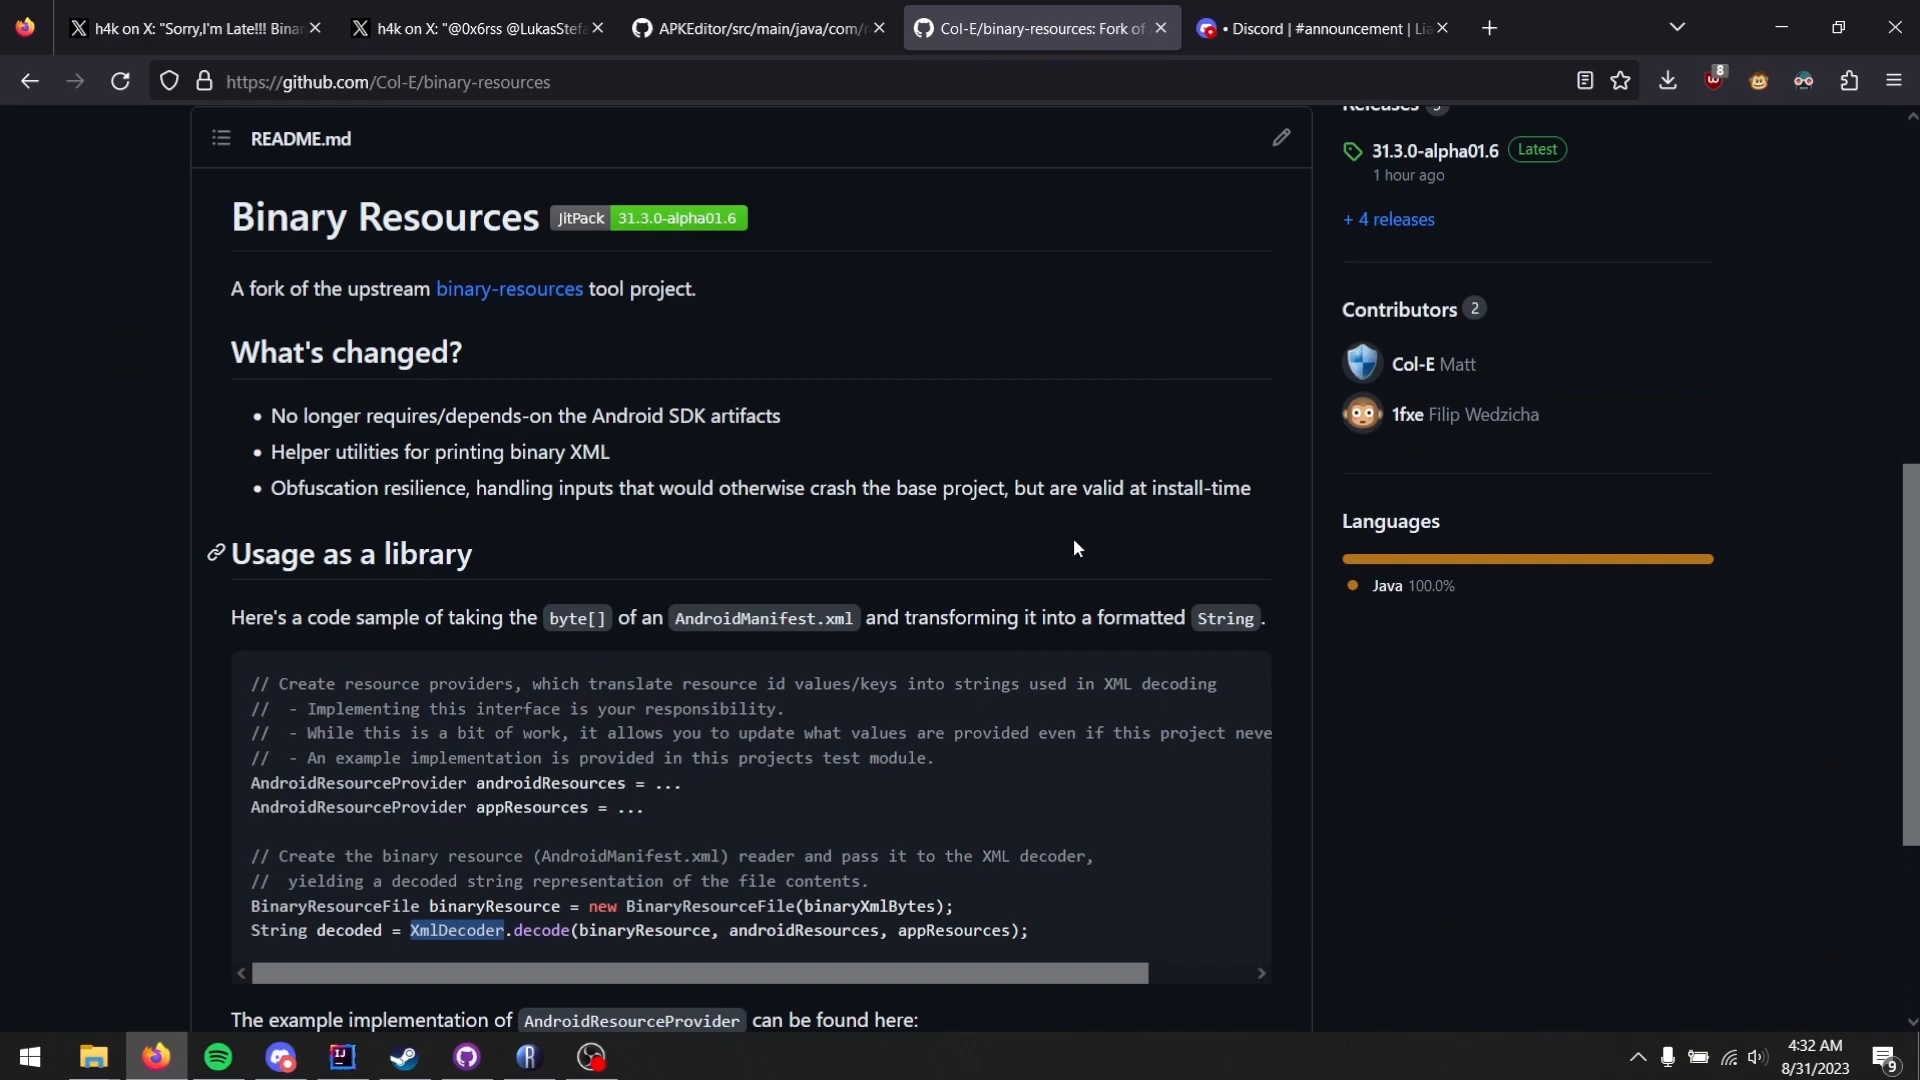 h4k on X: "Sorry,I'm Late!!! Binar
h4k on X: "@0x6rss @LukasStefa
APKEditor/src/main/java/com/r
Col-E/binary-resources: Fork of
• Discord | #announcement | Lia
https://github.com/Col-E/binary-resources
8
README.md
Binary Resources
JitPack 31.3.0-alpha01.6
A fork of the upstream binary-resources tool project.
What's changed?
• No longer requires/depends-on the Android SDK artifacts
• Helper utilities for printing binary XML
• Obfuscation resilience, handling inputs that would otherwise crash the base project, but are valid at install-time
Usage as a library
Here's a code sample of taking the byte[] of an AndroidManifest.xml and transforming it into a formatted String.
// Create resource providers, which translate resource id values/keys into strings used in XML decoding
//  - Implementing this interface is your responsibility.
//  - While this is a bit of work, it allows you to update what values are provided even if this project neve
//  - An example implementation is provided in this projects test module.
AndroidResourceProvider androidResources = ...
AndroidResourceProvider appResources = ...
// Create the binary resource (AndroidManifest.xml) reader and pass it to the XML decoder,
//  yielding a decoded string representation of the file contents.
BinaryResourceFile binaryResource = new BinaryResourceFile(binaryXmlBytes);
String decoded = XmlDecoder.decode(binaryResource, androidResources, appResources);
The example implementation of AndroidResourceProvider can be found here:
Releases 5
31.3.0-alpha01.6 Latest
1 hour ago
+ 4 releases
Contributors 2
Col-E Matt
1fxe Filip Wedzicha
Languages
Java 100.0%
4:32 AM
8/31/2023
9